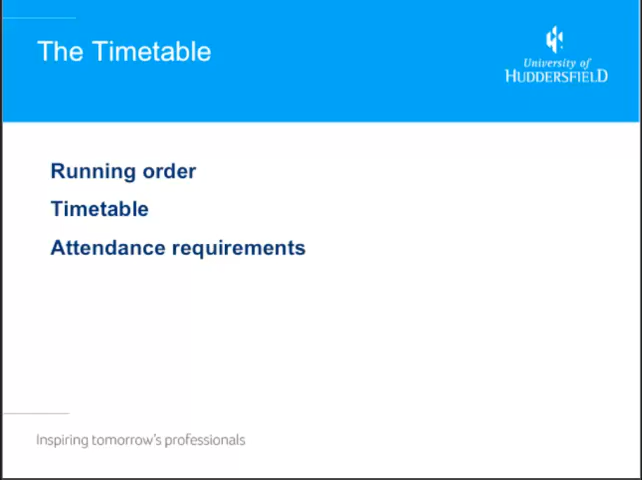 The Timetable
University of
HUDDERSFIELD
Running order
Timetable
Attendance requirements
Inspiring tomorrow's professionals